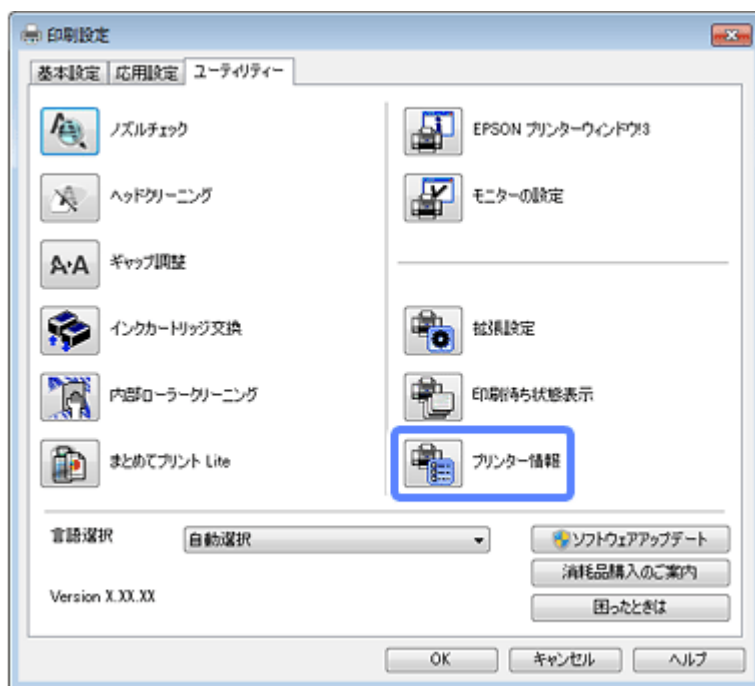 印刷設定
基本設定 応用設定 ユーティリティー
ノズルチェック
ヘッドクリーニング
ギャップ調整
インクカートリッジ交換
内部ローラークリーニング
まとめてプリント Lite
EPSON プリンターウィンドウ!3
モニターの設定
拡張設定
印刷待ち状態表示
プリンター情報
言語選択 自動選択
Version X.XX.XX
ソフトウェアアップデート
消耗品購入のご案内
困ったときは
OK キャンセル ヘルプ